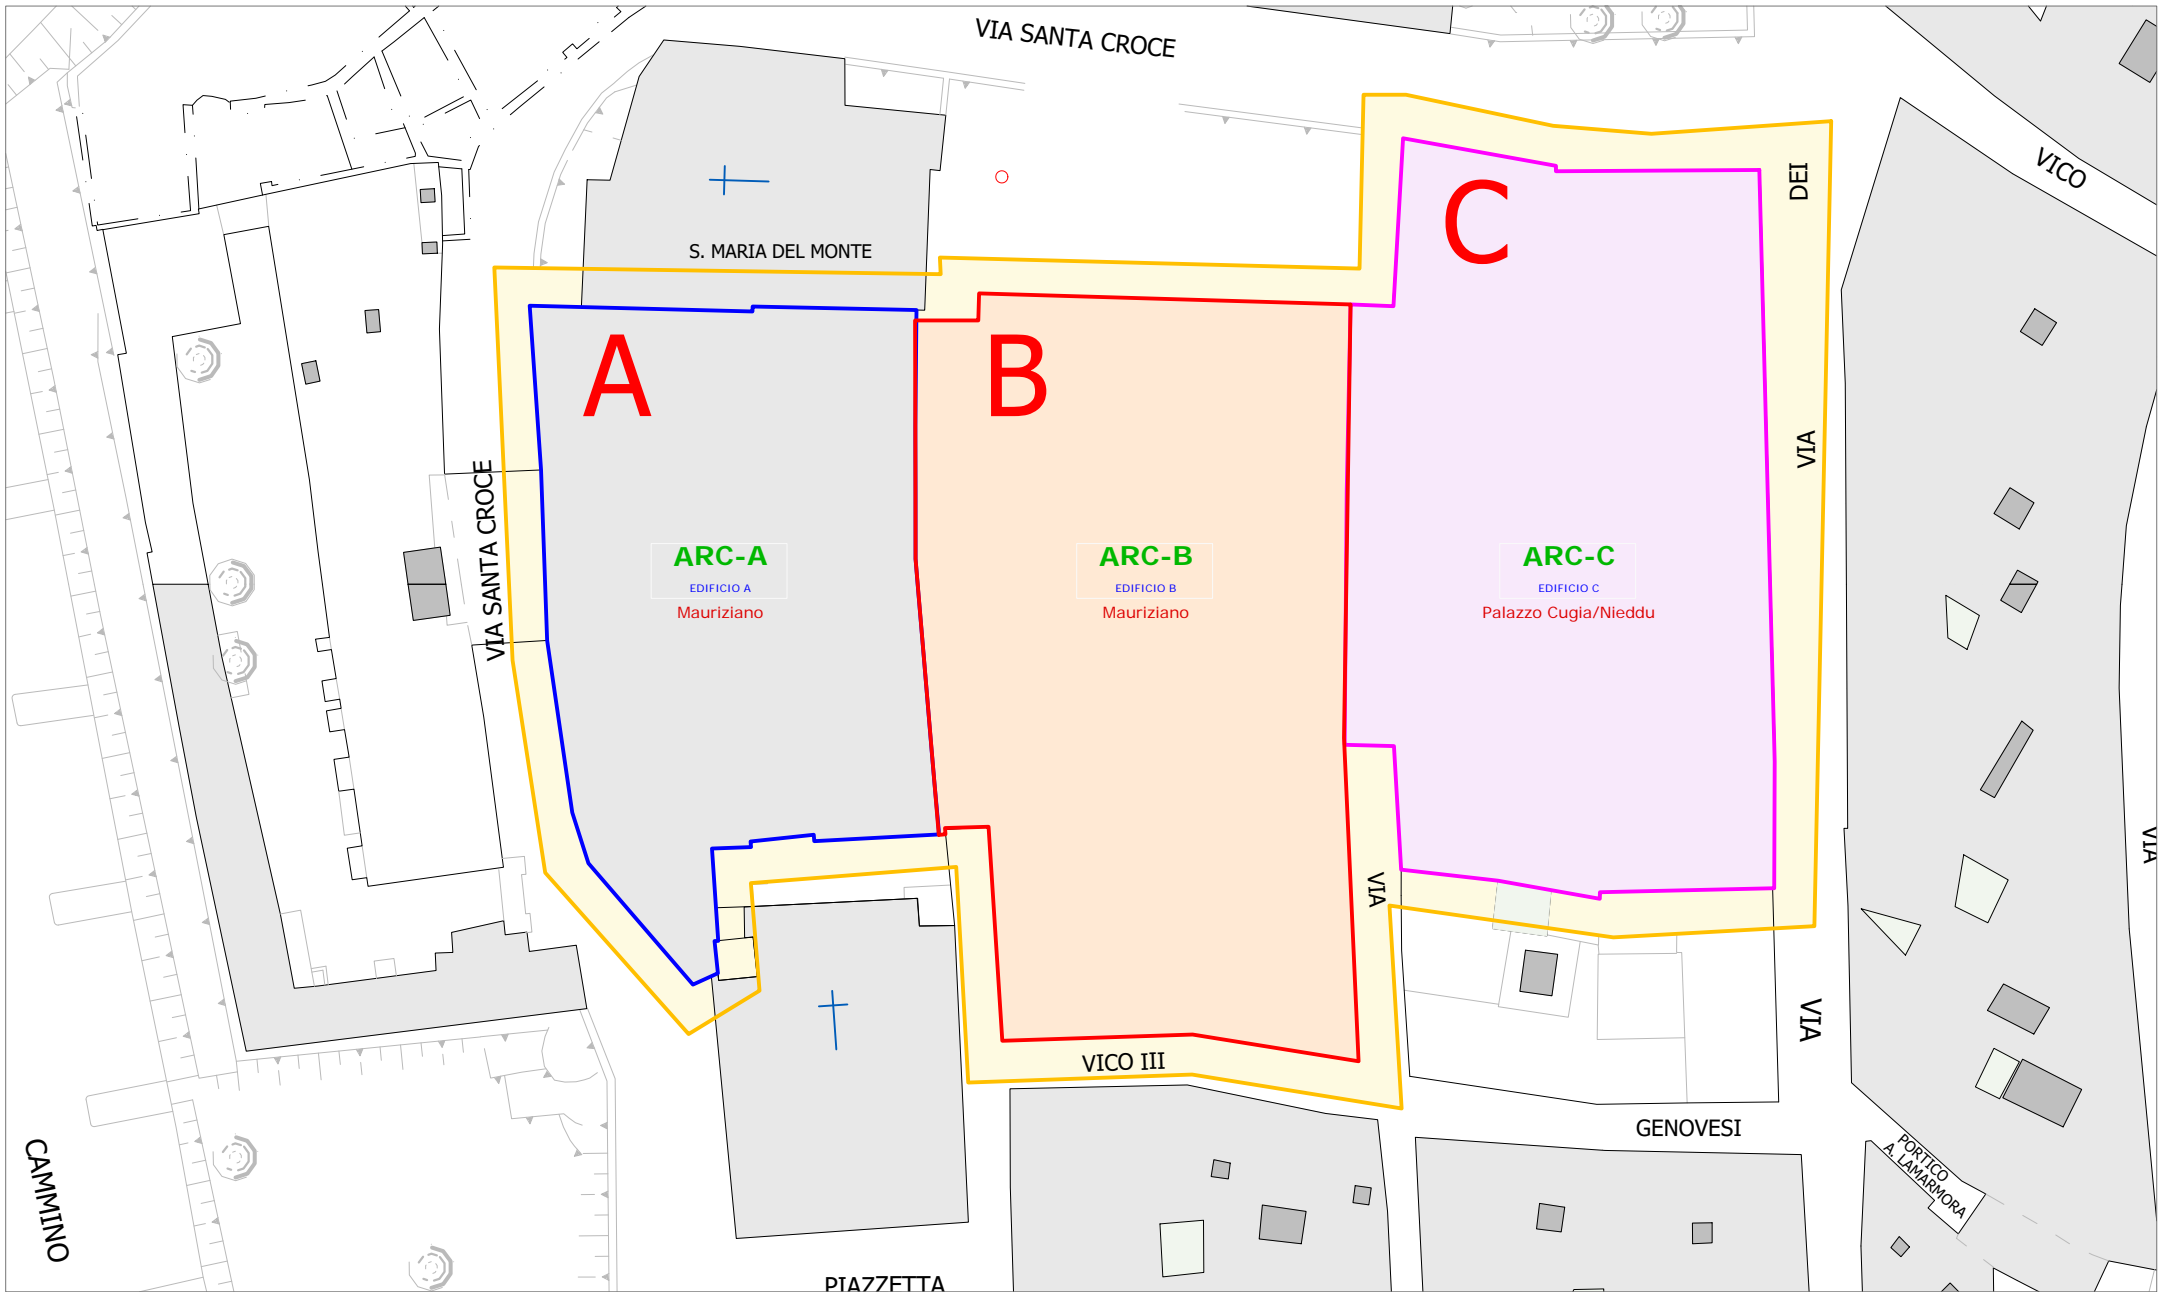 VIA SANTA CROCE
VICO
DEI
C
S. MARIA DEL MONTE
A
B
VIA
VIA SANTA CROCE
ARC-A
EDIFICIO A
Mauriziano
ARC-B
EDIFICIO B
Mauriziano
ARC-C
EDIFICIO C
Palazzo Cugia/Nieddu
VIA
VIA
VIA
VICO III
GENOVESI
PORTICO
A. LAMARMORA
CAMMINO
PIAZZETTA